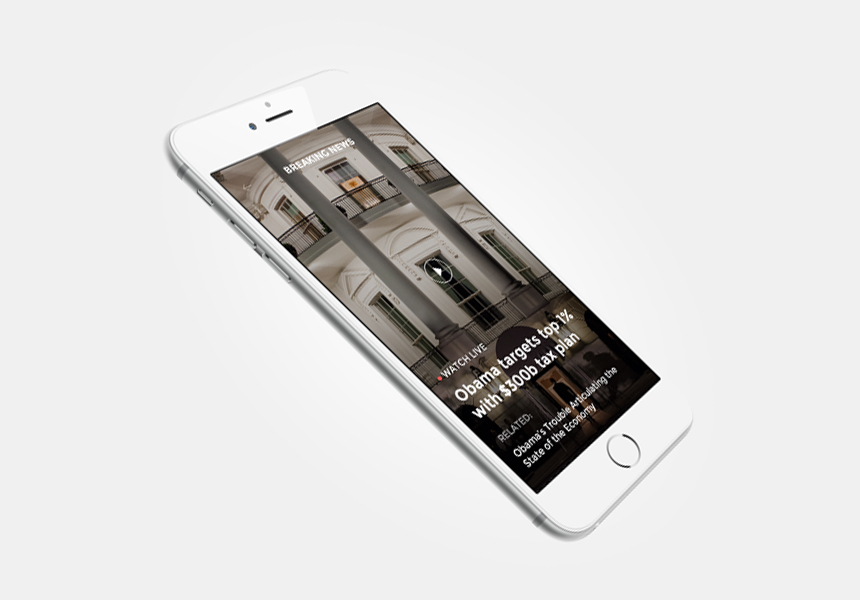 BREAKING NEWS
WATCH LIVE
Obama targets top 1%
with $300b tax plan
RELATED:
Obama's Trouble Articulating the
State of the Economy